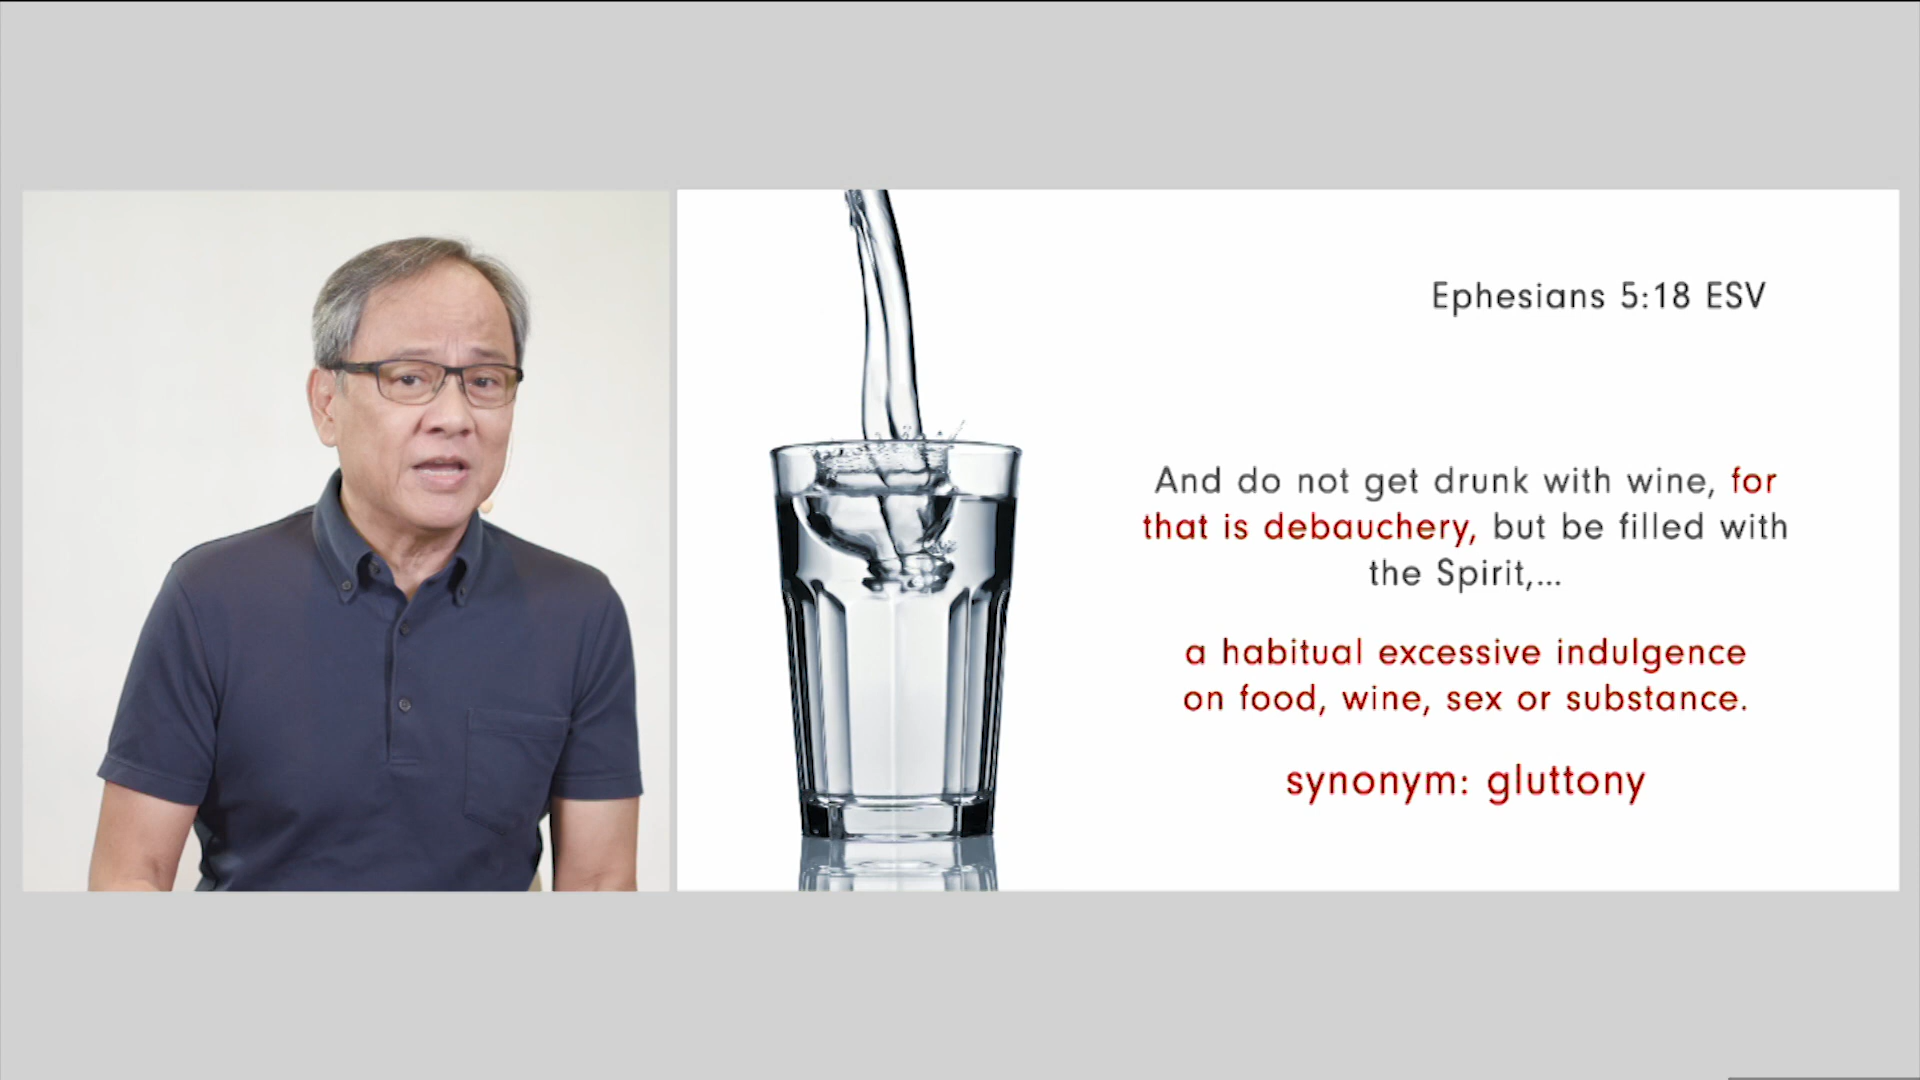 Ephesians 5:18 ESV
And do not get drunk with wine, for
that is debauchery, but be filled with
the Spirit,...
a habitual excessive indulgence
on food, wine, sex or substance.
synonym: gluttony